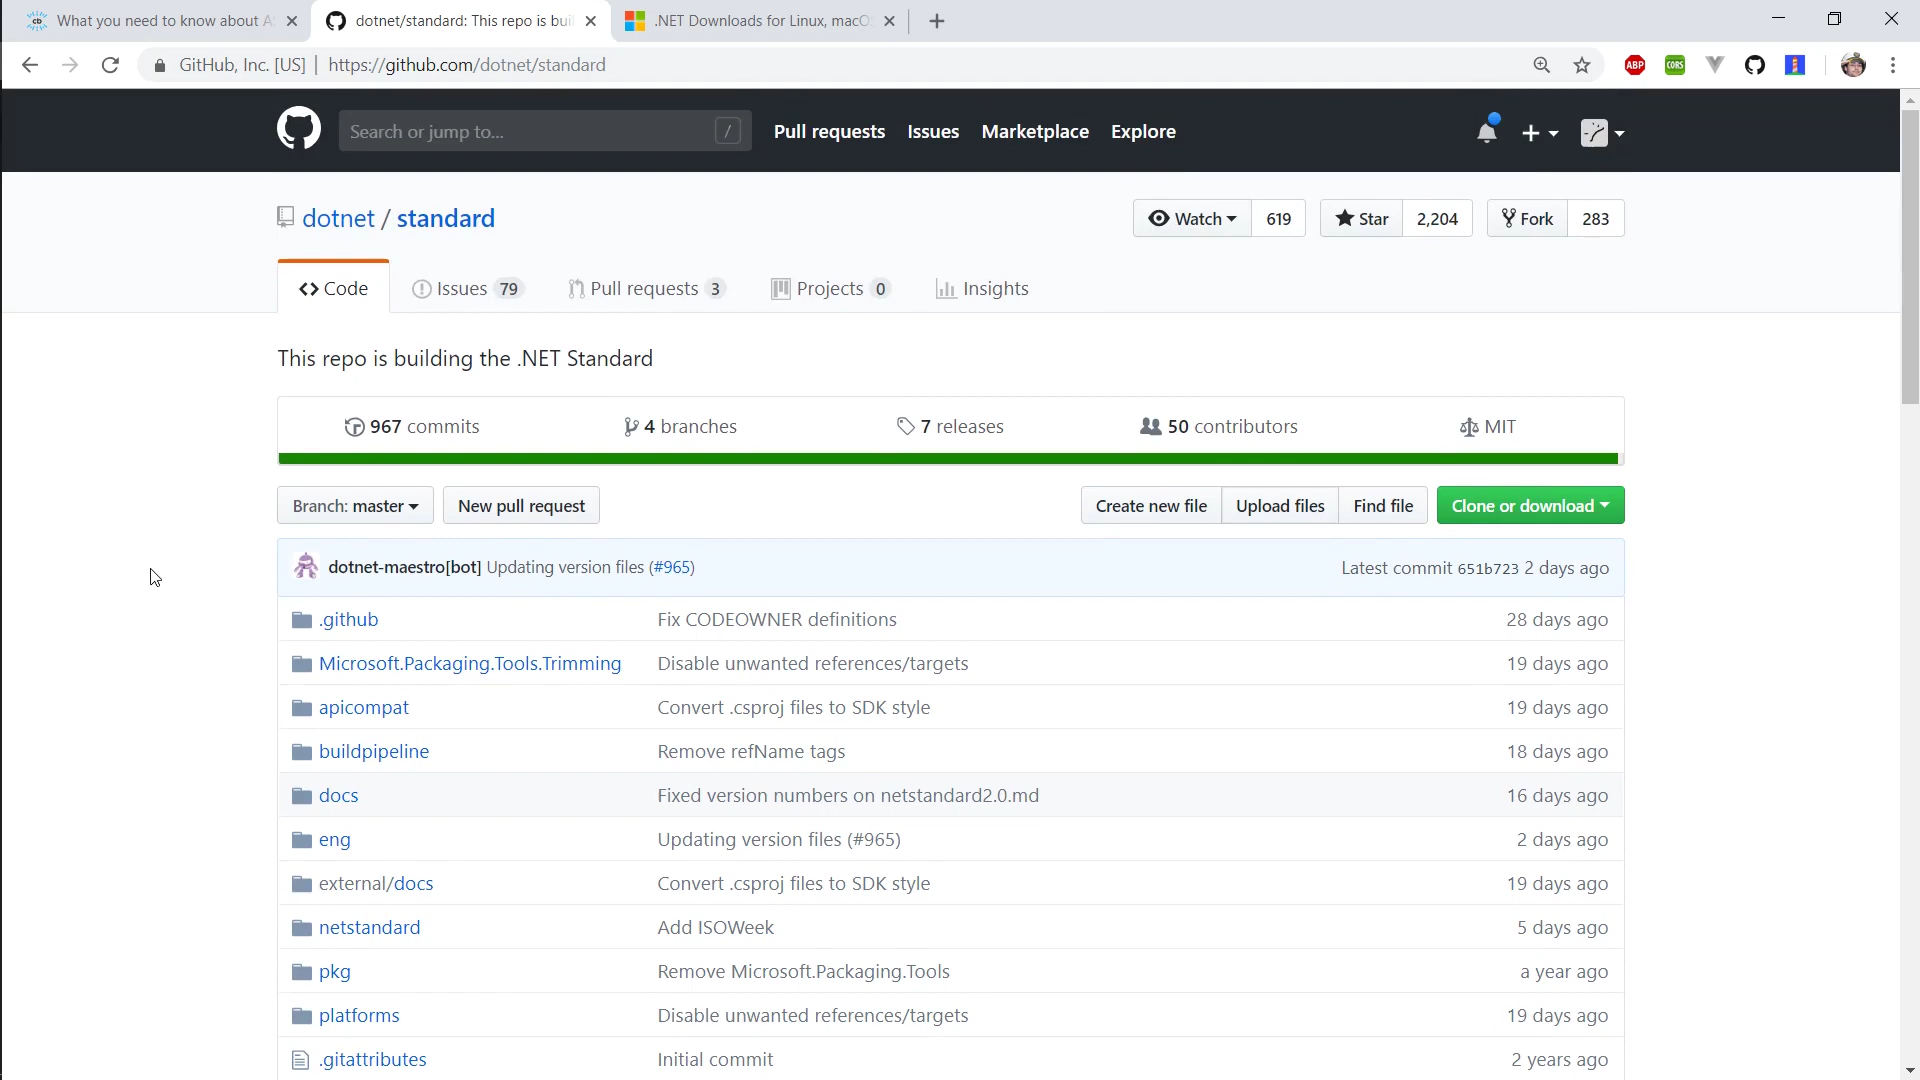 What you need to know about A
dotnet/standard: This repo is bui
.NET Downloads for Linux, macO
GitHub, Inc. [US] | https://github.com/dotnet/standard
ABP
CORS
Search or jump to...
/
Pull requests
Issues
Marketplace
Explore
dotnet / standard
Watch
619
Star
2,204
Fork
283
Code
Issues 79
Pull requests 3
Projects 0
Insights
This repo is building the .NET Standard
967 commits
4 branches
7 releases
50 contributors
MIT
Branch: master
New pull request
Create new file
Upload files
Find file
Clone or download
dotnet-maestro[bot] Updating version files (#965)
Latest commit 651b723 2 days ago
.github Fix CODEOWNER definitions 28 days ago
Microsoft.Packaging.Tools.Trimming Disable unwanted references/targets 19 days ago
apicompat Convert .csproj files to SDK style 19 days ago
buildpipeline Remove refName tags 18 days ago
docs Fixed version numbers on netstandard2.0.md 16 days ago
eng Updating version files (#965) 2 days ago
external/docs Convert .csproj files to SDK style 19 days ago
netstandard Add ISOWeek 5 days ago
pkg Remove Microsoft.Packaging.Tools a year ago
platforms Disable unwanted references/targets 19 days ago
.gitattributes Initial commit 2 years ago